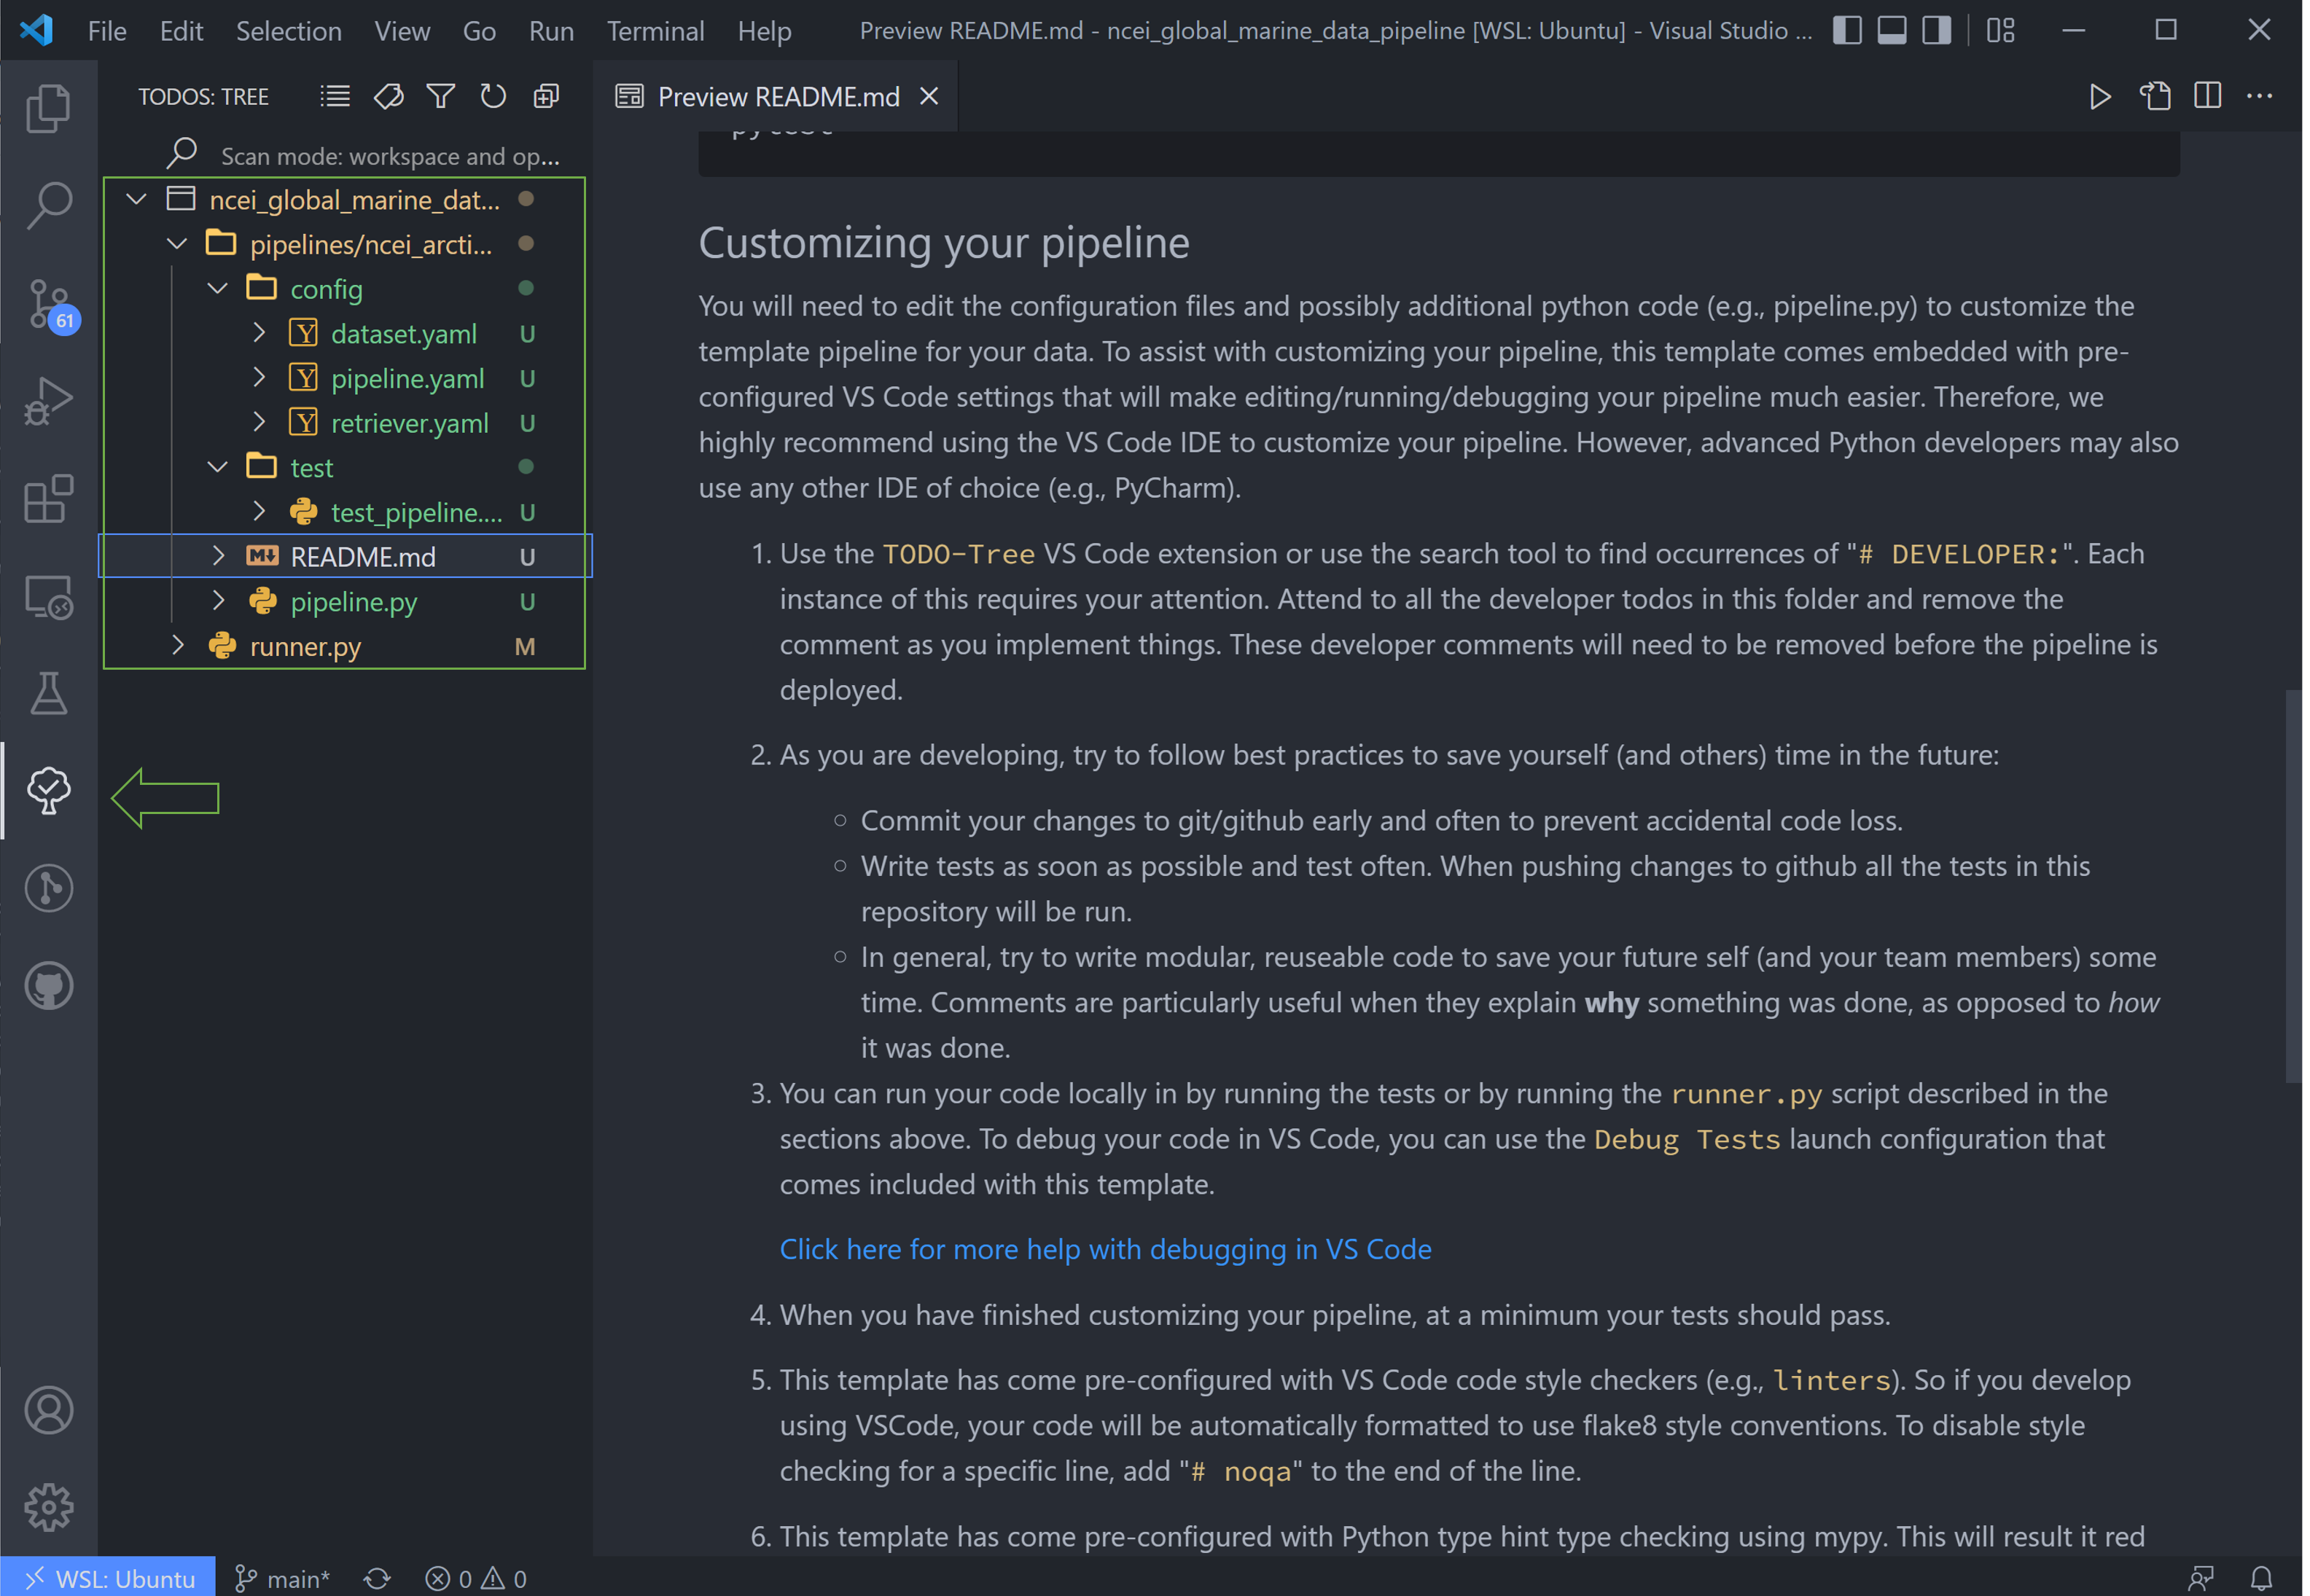 File Edit Selection View Go Run Terminal Help Preview README.md - ncei_global_marine_data_pipeline [WSL: Ubuntu] - Visual Studio ...
TODOS: TREE
Scan mode: workspace and op...
ncei_global_marine_dat...
pipelines/ncei_arcti...
config
dataset.yaml U
pipeline.yaml U
retriever.yaml U
test
test_pipeline.... U
README.md U
pipeline.py U
runner.py M
61
Preview README.md
pytest
Customizing your pipeline
You will need to edit the configuration files and possibly additional python code (e.g., pipeline.py) to customize the
template pipeline for your data. To assist with customizing your pipeline, this template comes embedded with pre-
configured VS Code settings that will make editing/running/debugging your pipeline much easier. Therefore, we
highly recommend using the VS Code IDE to customize your pipeline. However, advanced Python developers may also
use any other IDE of choice (e.g., PyCharm).
1. Use the TODO-Tree VS Code extension or use the search tool to find occurrences of "# DEVELOPER:". Each
instance of this requires your attention. Attend to all the developer todos in this folder and remove the
comment as you implement things. These developer comments will need to be removed before the pipeline is
deployed.
2. As you are developing, try to follow best practices to save yourself (and others) time in the future:
○ Commit your changes to git/github early and often to prevent accidental code loss.
○ Write tests as soon as possible and test often. When pushing changes to github all the tests in this
repository will be run.
○ In general, try to write modular, reuseable code to save your future self (and your team members) some
time. Comments are particularly useful when they explain why something was done, as opposed to how
it was done.
3. You can run your code locally in by running the tests or by running the runner.py script described in the
sections above. To debug your code in VS Code, you can use the Debug Tests launch configuration that
comes included with this template.
Click here for more help with debugging in VS Code
4. When you have finished customizing your pipeline, at a minimum your tests should pass.
5. This template has come pre-configured with VS Code code style checkers (e.g., linters). So if you develop
using VSCode, your code will be automatically formatted to use flake8 style conventions. To disable style
checking for a specific line, add "# noqa" to the end of the line.
6. This template has come pre-configured with Python type hint type checking using mypy. This will result it red
WSL: Ubuntu main* 0 0